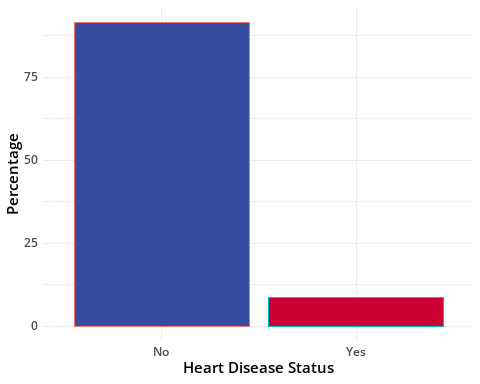 75
50
25
0
Percentage
No
Yes
Heart Disease Status